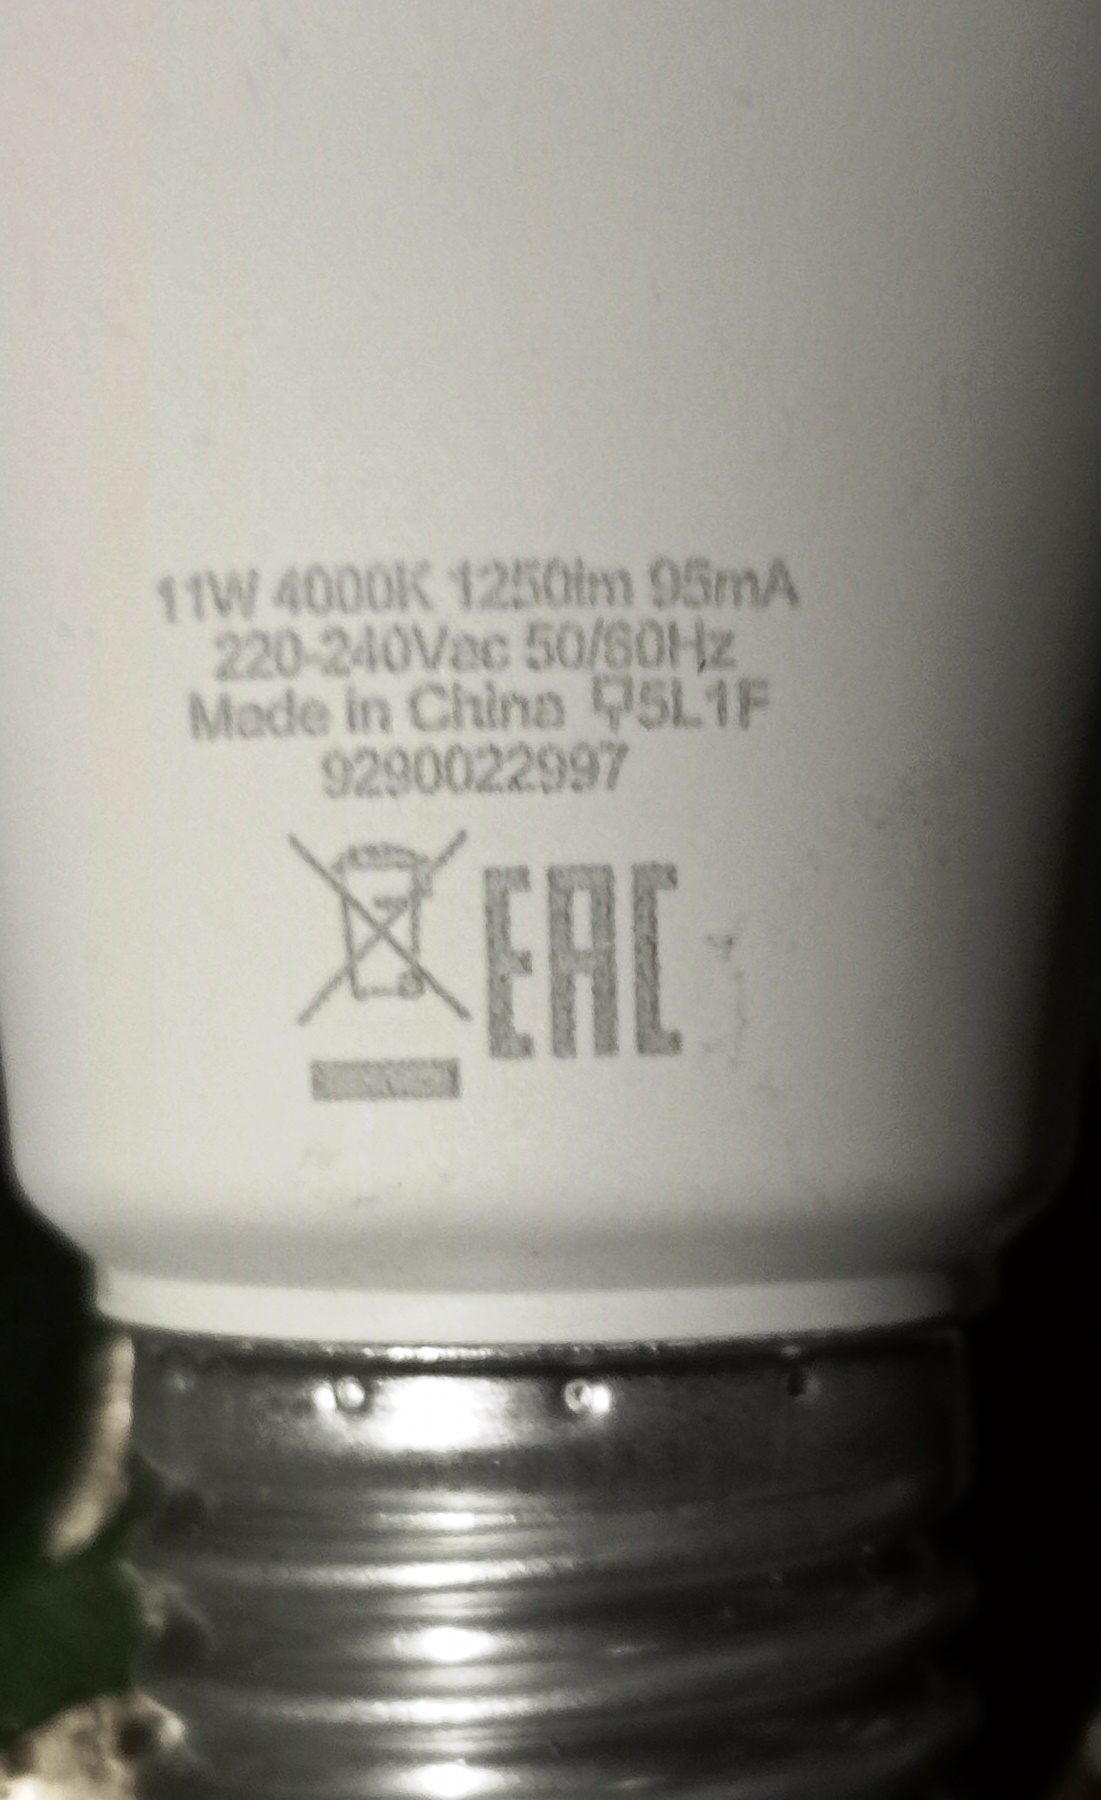 11W 4000K 1250lm 95mA
220-240Vac 50/60Hz
Made in China 5L1F
9290022997
EAC